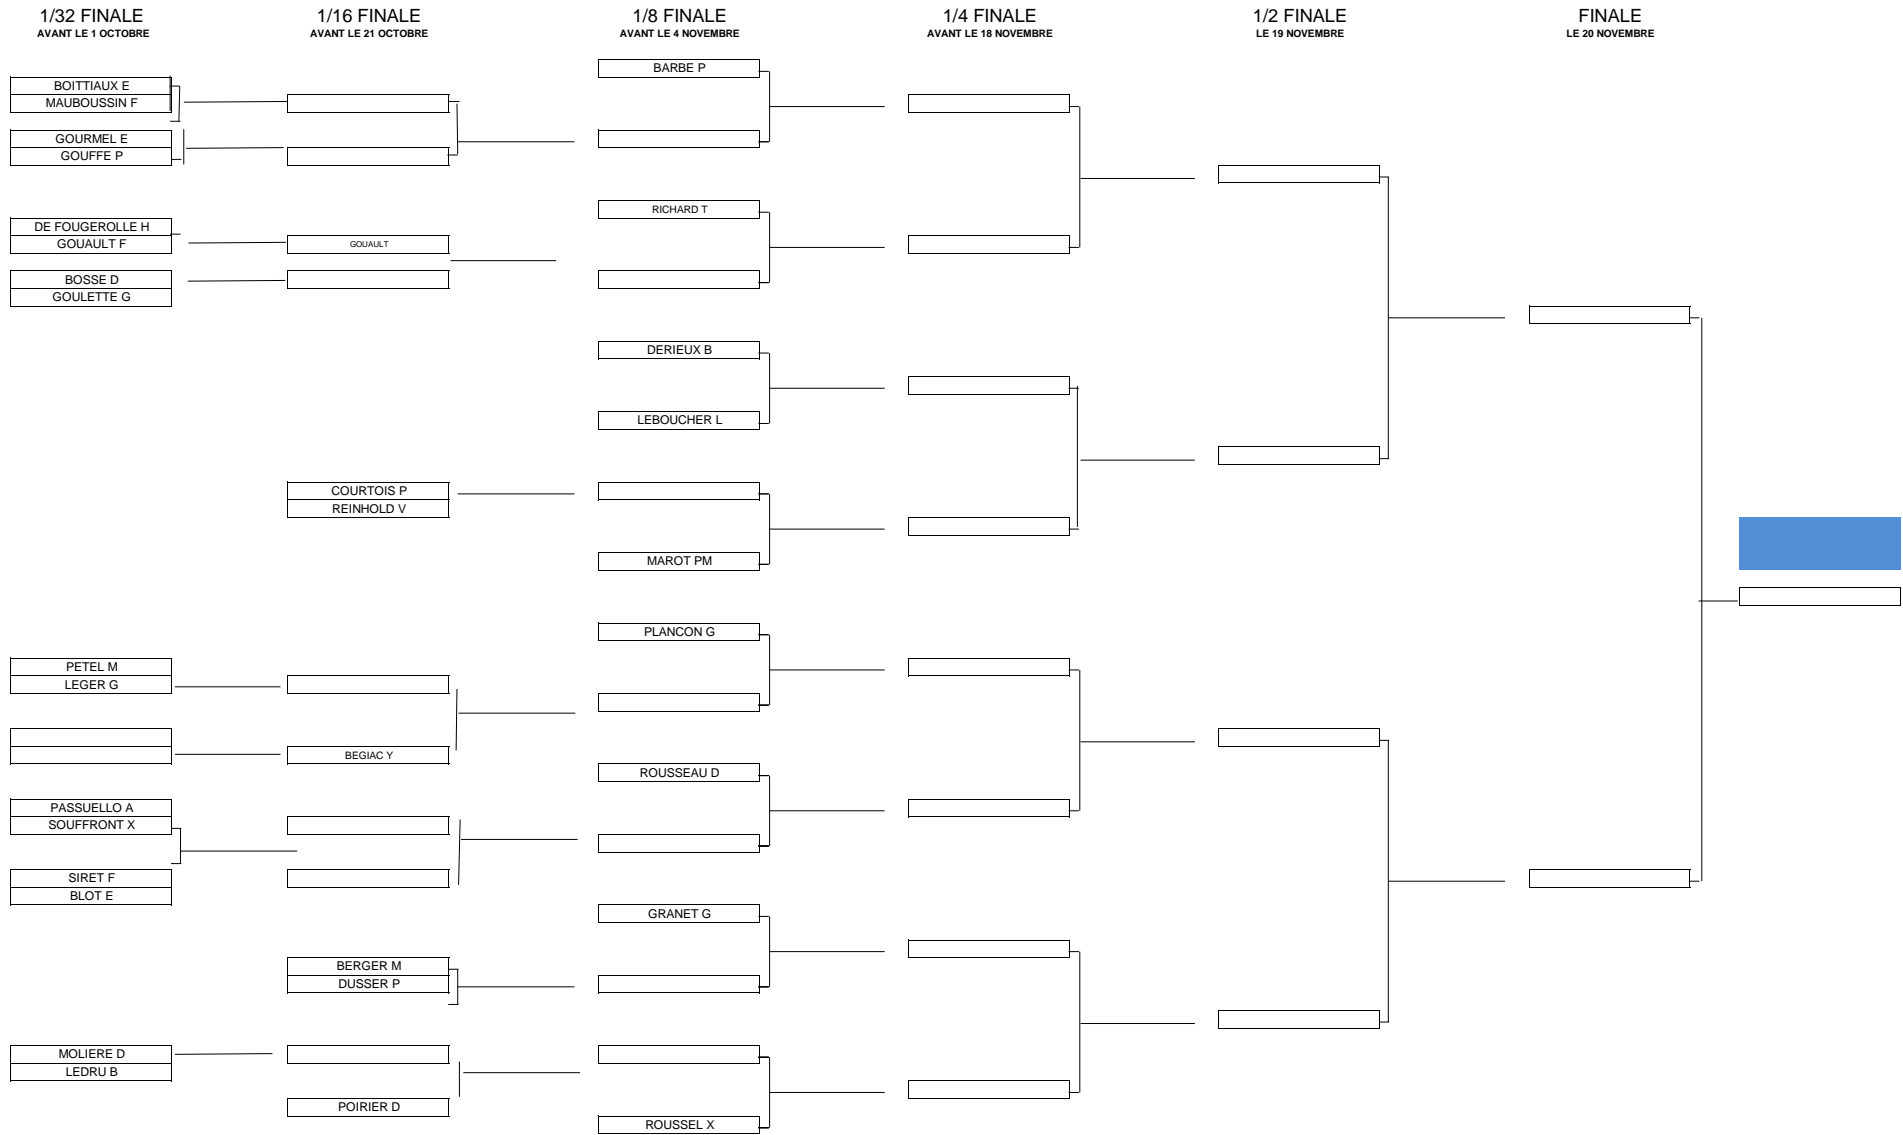 1/32 FINALE
AVANT LE 1 OCTOBRE
1/16 FINALE
AVANT LE 21 OCTOBRE
1/8 FINALE
AVANT LE 4 NOVEMBRE
1/4 FINALE
AVANT LE 18 NOVEMBRE
1/2 FINALE
LE 19 NOVEMBRE
FINALE
LE 20 NOVEMBRE
BOITTIAUX E
MAUBOUSSIN F
GOURMEL E
GOUFFE P
DE FOUGEROLLE H
GOUAULT F
BOSSE D
GOULETTE G
PETEL M
LEGER G
PASSUELLO A
SOUFFRONT X
SIRET F
BLOT E
MOLIERE D
LEDRU B
GOUAULT
COURTOIS P
REINHOLD V
BEGIAC Y
BERGER M
DUSSER P
POIRIER D
BARBE P
RICHARD T
DERIEUX B
LEBOUCHER L
MAROT PM
PLANCON G
ROUSSEAU D
GRANET G
ROUSSEL X